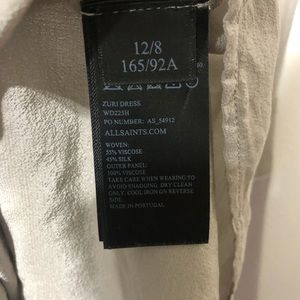 12/8
165/92A
ZURI DRESS
WD225H
PO NUMBER: AS_54912
ALLSAINTS.COM
WOVEN:
55% VISCOSE
45% SILK
OUTER PANEL:
100% VISCOSE
TAKE CARE WHEN WEARING TO
AVOID SNAGGING. DRY CLEAN
ONLY. COOL IRON ON REVERSE
SIDE.
MADE IN PORTUGAL